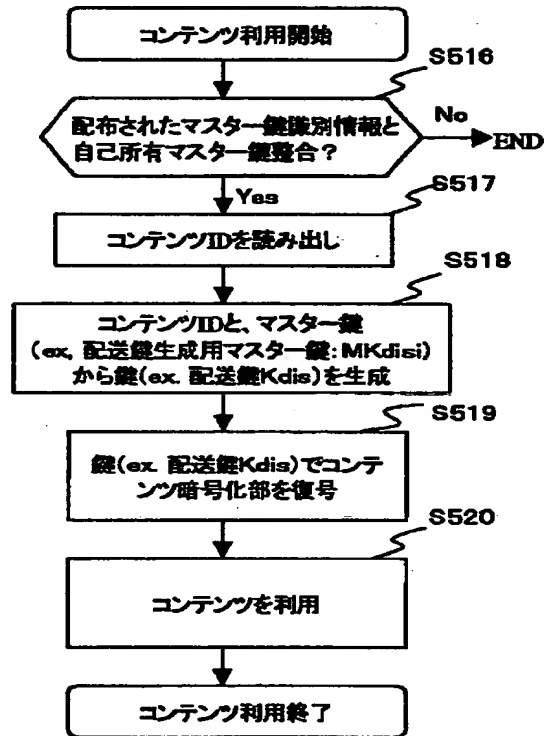 コンテンツ利用開始
S516
配布されたマスター鍵識別情報と
自己所有マスター鍵整合？
No
END
Yes
S517
コンテンツIDを読み出し
S518
コンテンツIDと、マスター鍵
(ex, 配送鍵生成用マスター鍵:MKdisi)
から鍵(ex. 配送鍵Kdis)を生成
S519
鍵(ex. 配送鍵Kdis)でコンテ
ンツ暗号化部を復号
S520
コンテンツを利用
コンテンツ利用終了